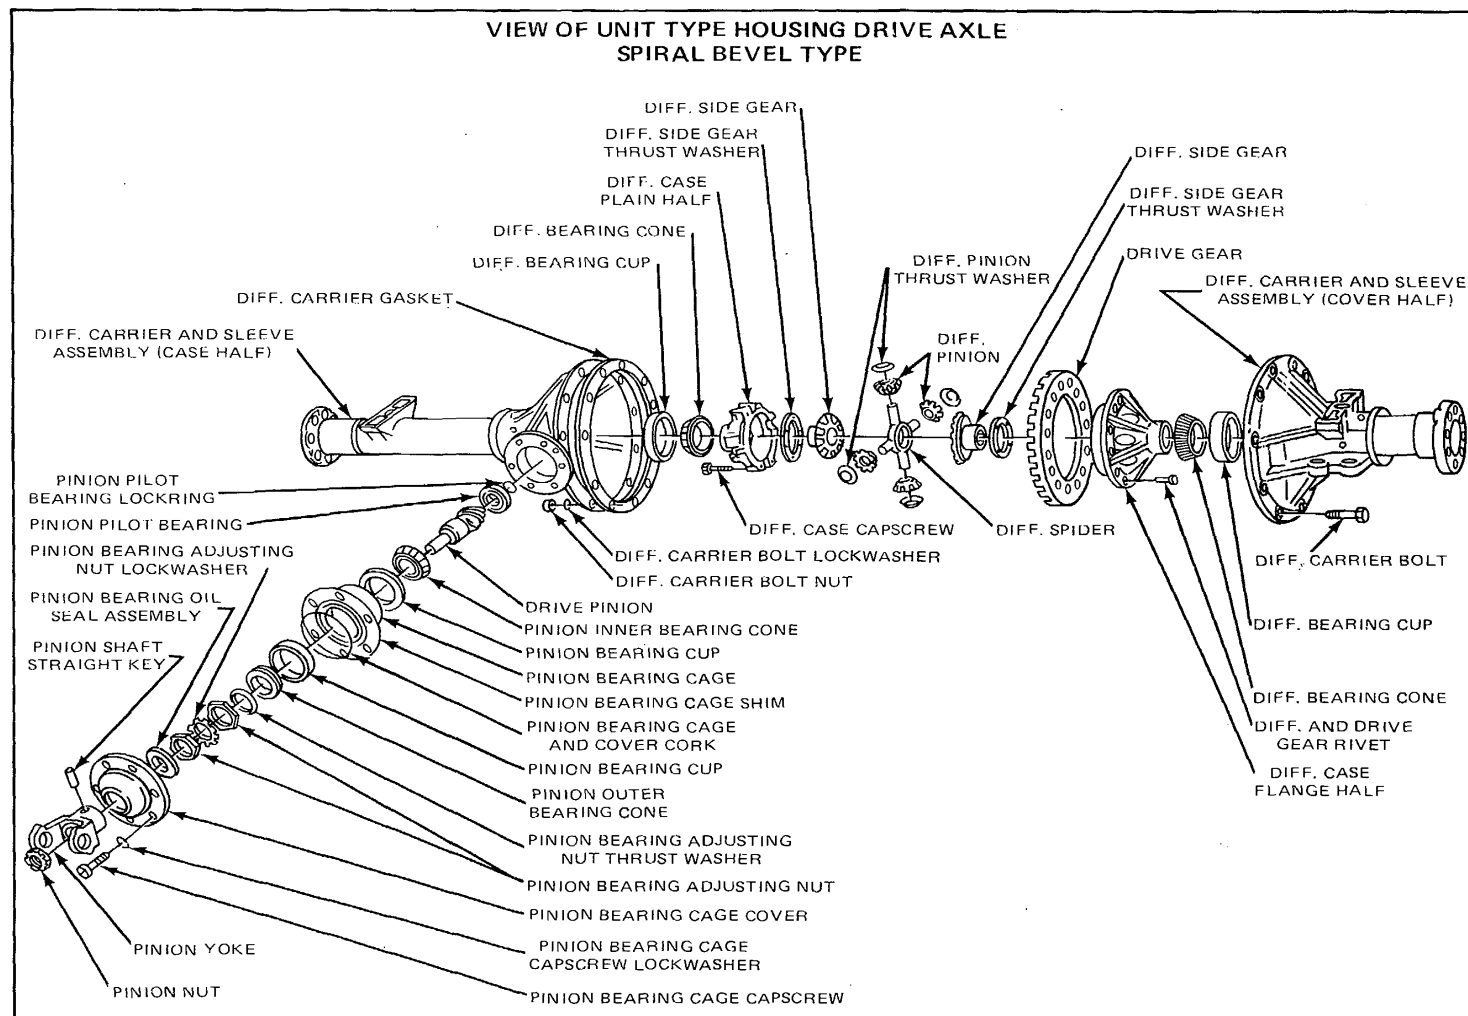 VIEW OF UNIT TYPE HOUSING DRIVE AXLE
SPIRAL BEVEL TYPE
DIFF. SIDE GEAR
DIFF. SIDE GEAR
THRUST WASHER
DIFF. CASE
PLAIN HALF
DIFF. BEARING CONE
DIFF. BEARING CUP
DIFF. CARRIER GASKET
DIFF. CARRIER AND SLEEVE
ASSEMBLY (CASE HALF)
DIFF. PINION
THRUST WASHER
DIFF.
PINION
DIFF. SIDE GEAR
DIFF. SIDE GEAR
THRUST WASHER
DRIVE GEAR
DIFF. CARRIER AND SLEEVE
ASSEMBLY (COVER HALF)
PINION PILOT
BEARING LOCKRING
PINION PILOT BEARING
PINION BEARING ADJUSTING
NUT LOCKWASHER
PINION BEARING OIL
SEAL ASSEMBLY
PINION SHAFT
STRAIGHT KEY
DIFF. CASE CAPSCREW
DIFF. SPIDER
DIFF. CARRIER BOLT LOCKWASHER
DIFF. CARRIER BOLT NUT
DRIVE PINION
PINION INNER BEARING CONE
PINION BEARING CUP
PINION BEARING CAGE
PINION BEARING CAGE SHIM
PINION BEARING CAGE
AND COVER CORK
PINION BEARING CUP
PINION OUTER
BEARING CONE
PINION BEARING ADJUSTING
NUT THRUST WASHER
PINION BEARING ADJUSTING NUT
PINION BEARING CAGE COVER
PINION BEARING CAGE
CAPSCREW LOCKWASHER
PINION BEARING CAGE CAPSCREW
PINION YOKE
PINION NUT
DIFF. CARRIER BOLT
DIFF. BEARING CUP
DIFF. BEARING CONE
DIFF. AND DRIVE
GEAR RIVET
DIFF. CASE
FLANGE HALF